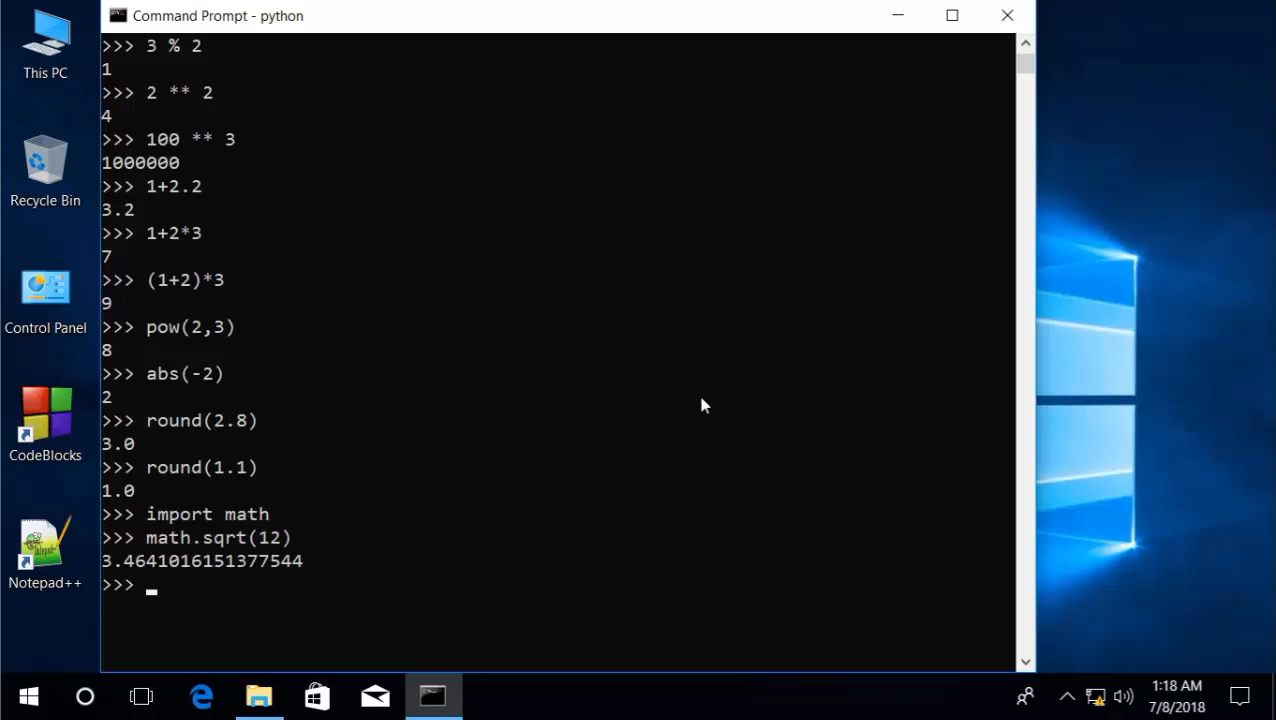 Command Prompt - python
>>> 3 % 2
1
>>> 2 ** 2
4
>>> 100 ** 3
1000000
>>> 1+2.2
3.2
>>> 1+2*3
7
>>> (1+2)*3
9
>>> pow(2,3)
8
>>> abs(-2)
2
>>> round(2.8)
3.0
>>> round(1.1)
1.0
>>> import math
>>> math.sqrt(12)
3.4641016151377544
>>> _
This PC
Recycle Bin
Control Panel
CodeBlocks
Notepad++
1:18 AM
7/8/2018